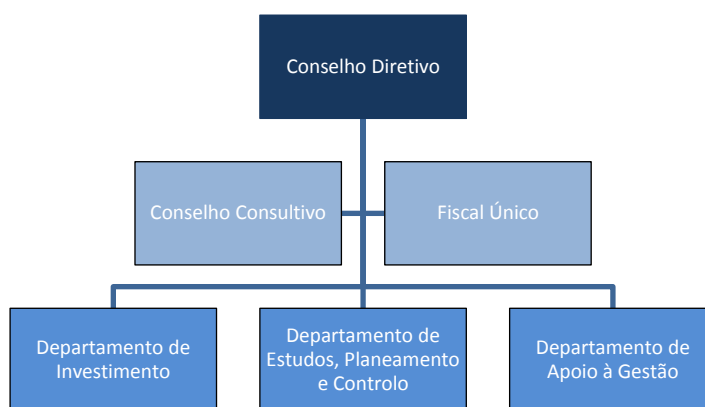 Conselho Diretivo
Conselho Consultivo
Fiscal Único
Departamento de
Investimento
Departamento de
Estudos, Planeamento
e Controlo
Departamento de
Apoio à Gestão